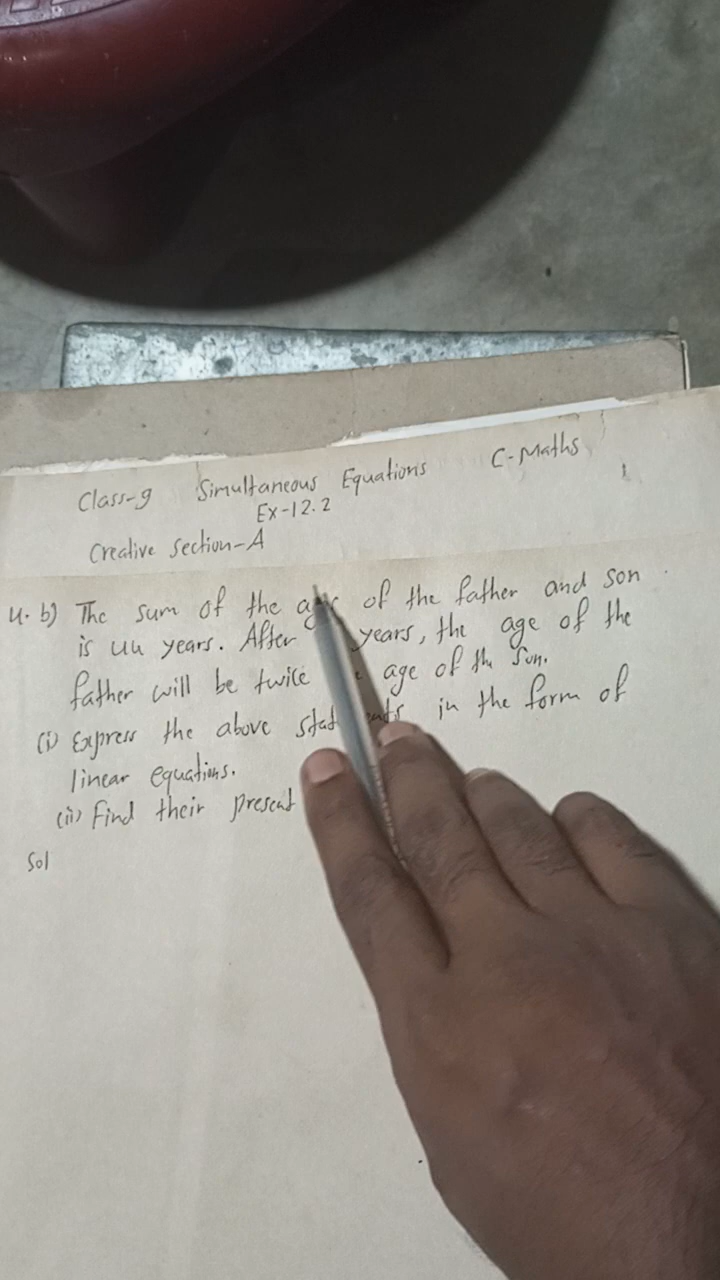 Class-9 Simultaneous Equations C-Maths
Ex-12.2
Creative Section-A
4. b) The sum of the of the father and son
is 44 years. After years, the age of the
father will be twice age of the Son.
(i) Express the above in the form of
linear equations.
(ii) Find their present
Sol